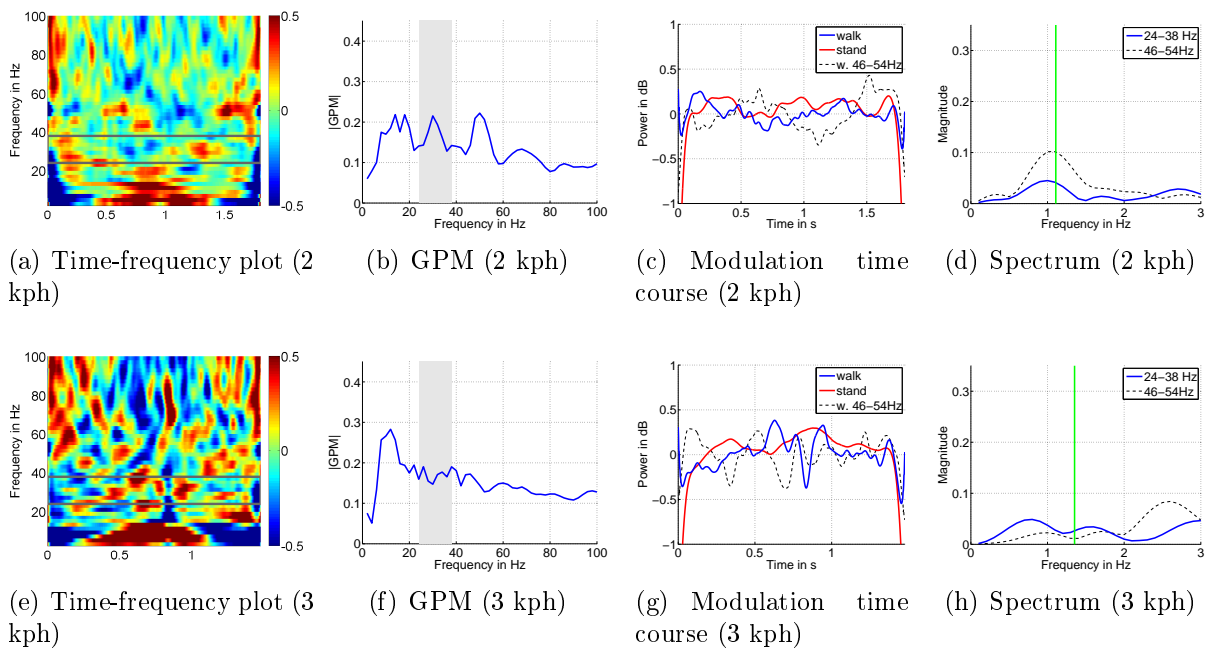 100
80
60
40
20
Frequency in Hz
0
0.5
1
1.5
0.5
0
−0.5
0.4
0.3
0.2
0.1
0
|GPM|
0
20
40
60
80
100
Frequency in Hz
1
0.5
0
−0.5
−1
Power in dB
walk
stand
w. 46−54Hz
0
0.5
1
1.5
Time in s
0.3
0.2
0.1
0
Magnitude
24−38 Hz
46−54Hz
0
1
2
3
Frequency in Hz
(a) Time-frequency plot (2
kph)
(b) GPM (2 kph)
(c) Modulation time
course (2 kph)
(d) Spectrum (2 kph)
100
80
60
40
20
Frequency in Hz
0
0.5
1
0.5
0
−0.5
0.4
0.3
0.2
0.1
0
|GPM|
0
20
40
60
80
100
Frequency in Hz
1
0.5
0
−0.5
−1
Power in dB
walk
stand
w. 46−54Hz
0
0.5
1
Time in s
0.3
0.2
0.1
0
Magnitude
24−38 Hz
46−54Hz
0
1
2
3
Frequency in Hz
(e) Time-frequency plot (3
kph)
(f) GPM (3 kph)
(g) Modulation time
course (3 kph)
(h) Spectrum (3 kph)